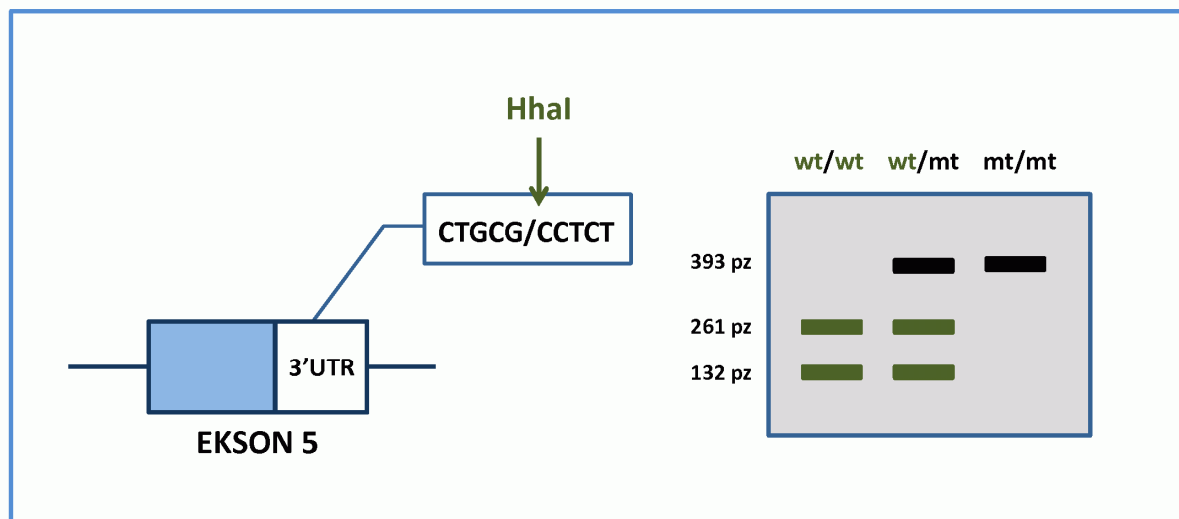 HhaI
CTGCG/CCTCT
3'UTR
EKSON 5
wt/wt wt/mt mt/mt
393 pz
261 pz
132 pz